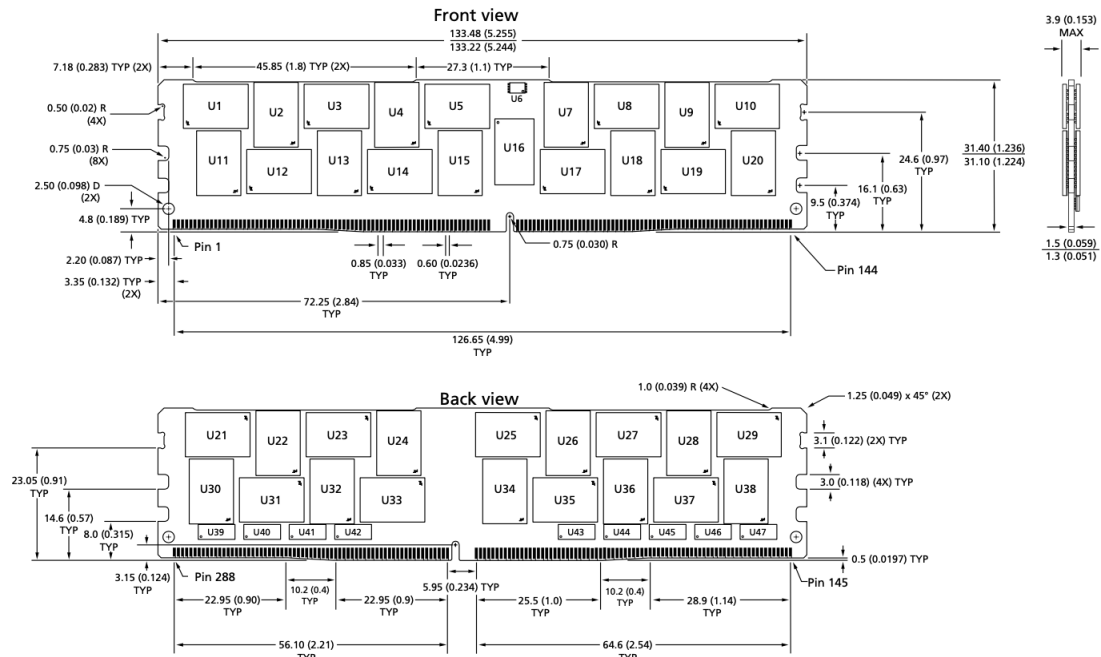 Front view
133.48 (5.255)
133.22 (5.244)
3.9 (0.153)
MAX
7.18 (0.283) TYP (2X)
45.85 (1.8) TYP (2X)
27.3 (1.1) TYP
0.50 (0.02) R
(4X)
0.75 (0.03) R
(8X)
2.50 (0.098) D
(2X)
4.8 (0.189) TYP
U1
U2
U3
U4
U5
U6
U7
U8
U9
U10
U11
U12
U13
U14
U15
U16
U17
U18
U19
U20
31.40 (1.236)
31.10 (1.224)
24.6 (0.97)
16.1 (0.63)
9.5 (0.374)
TYP
Pin 1
2.20 (0.087) TYP
3.35 (0.132) TYP
(2X)
0.85 (0.033)
TYP
0.60 (0.0236)
TYP
0.75 (0.030) R
Pin 144
1.5 (0.059)
1.3 (0.051)
72.25 (2.84)
TYP
126.65 (4.99)
TYP
Back view
1.0 (0.039) R (4X)
1.25 (0.049) x 45° (2X)
U21
U22
U23
U24
U25
U26
U27
U28
U29
3.1 (0.122) (2X) TYP
U30
U31
U32
U33
U34
U35
U36
U37
U38
3.0 (0.118) (4X) TYP
23.05 (0.91)
TYP
14.6 (0.57)
TYP
8.0 (0.315)
TYP
U39
U40
U41
U42
U43
U44
U45
U46
U47
0.5 (0.0197) TYP
3.15 (0.124)
TYP
Pin 288
5.95 (0.234) TYP
Pin 145
22.95 (0.90)
TYP
10.2 (0.4)
TYP
22.95 (0.9)
TYP
25.5 (1.0)
TYP
10.2 (0.4)
TYP
28.9 (1.14)
TYP
56.10 (2.21)
TYP
64.6 (2.54)
TYP